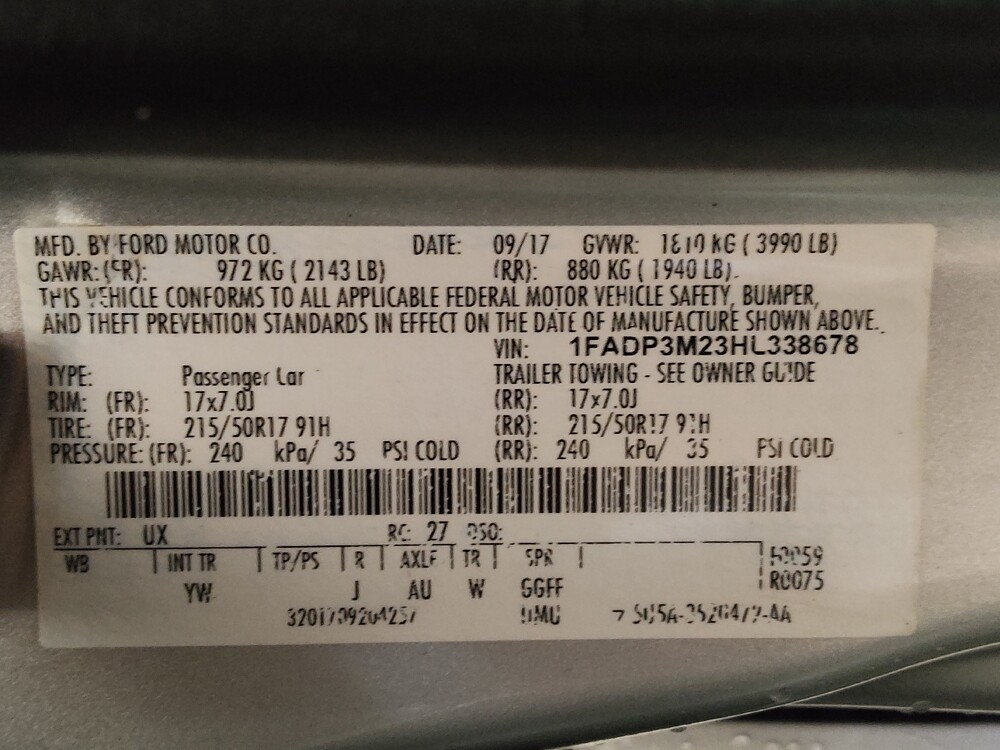 MFD. BY FORD MOTOR CO. DATE: 09/17 GVWR: 1810 KG ( 3990 LB)
GAWR: (FR): 972 KG ( 2143 LB) (RR): 880 KG ( 1940 LB).
THIS VEHICLE CONFORMS TO ALL APPLICABLE FEDERAL MOTOR VEHICLE SAFETY, BUMPER,
AND THEFT PREVENTION STANDARDS IN EFFECT ON THE DATE OF MANUFACTURE SHOWN ABOVE.
VIN: 1FADP3M23HL338678
TYPE: Passenger Car TRAILER TOWING - SEE OWNER GUIDE
RIM: (FR): 17x7.0J (RR): 17x7.0J
TIRE: (FR): 215/50R17 91H (RR): 215/50R17 91H
PRESSURE: (FR): 240 kPa/ 35 PSI COLD (RR): 240 kPa/ 35 PSI COLD
EXT PNT: UX RC: 27 DSO:
WB INT TR TP/PS R AXLE TR SPR F0059
YW J AU W GGFF R0075